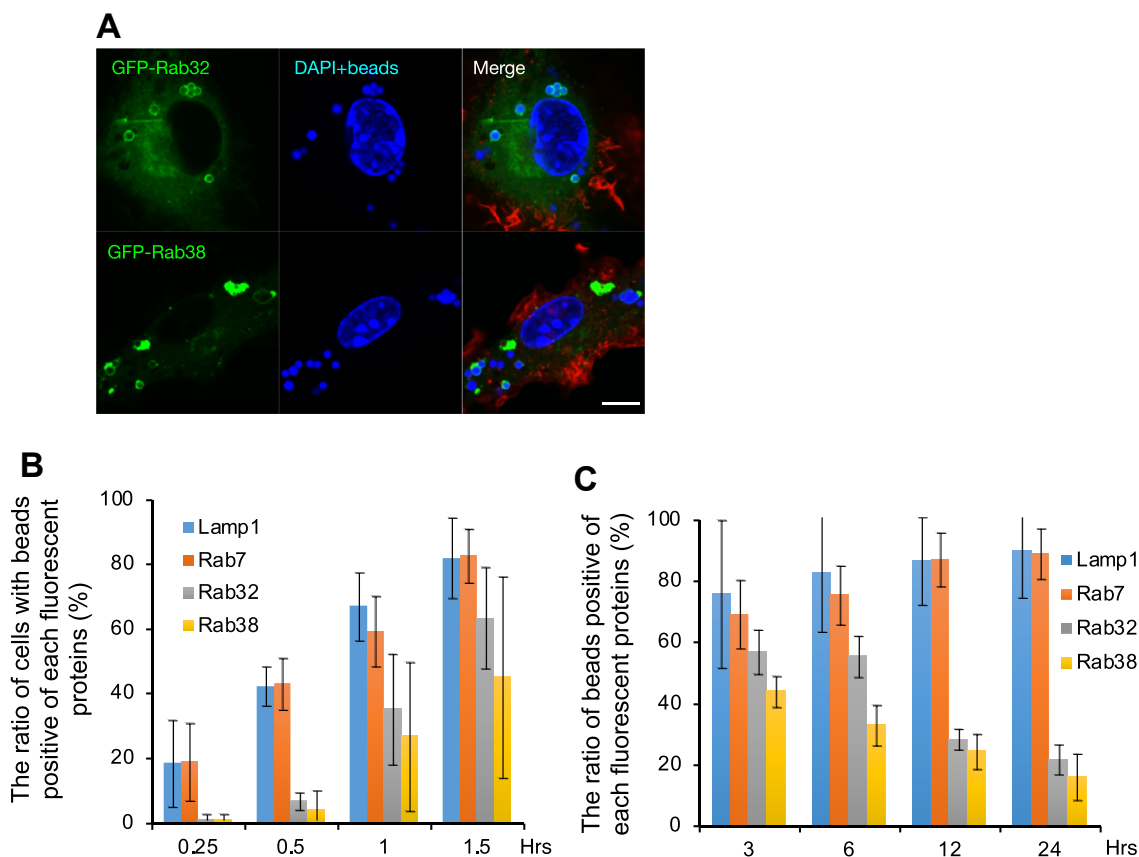 A
GFP-Rab32
DAPI+beads
Merge
GFP-Rab38
B
The ratio of cells with beads
positive of each fluorescent
proteins (%)
100
80
60
40
20
0
Lamp1
Rab7
Rab32
Rab38
0.25
0.5
1
1.5
Hrs
C
The ratio of beads positive of
each fluorescent proteins (%)
100
80
60
40
20
0
Lamp1
Rab7
Rab32
Rab38
3
6
12
24
Hrs